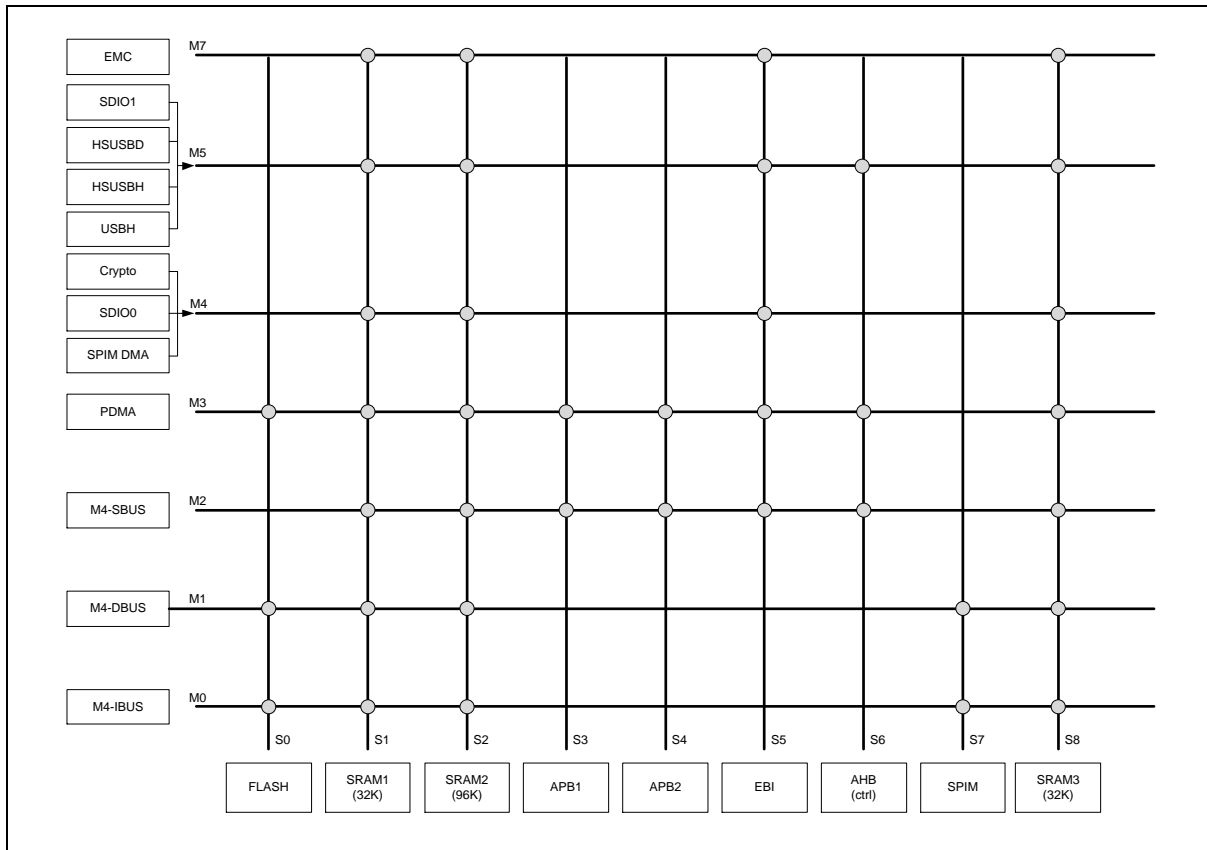 EMC
M7
SDIO1
HSUSBD
M5
HSUSBH
USBH
Crypto
M4
SDIO0
SPIM DMA
PDMA
M3
M4-SBUS
M2
M4-DBUS
M1
M4-IBUS
M0
S0
S1
S2
S3
S4
S5
S6
S7
S8
FLASH
SRAM1
(32K)
SRAM2
(96K)
APB1
APB2
EBI
AHB
(ctrl)
SPIM
SRAM3
(32K)